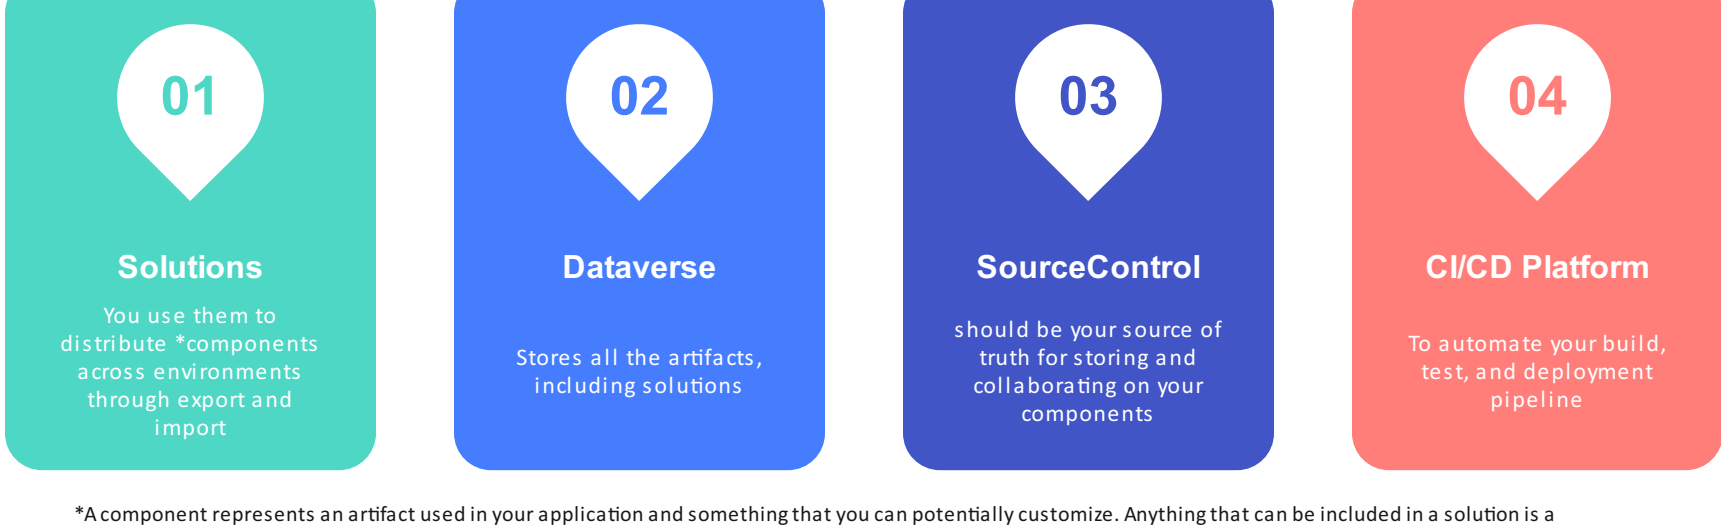 01
Solutions
You use them to
distribute *components
across environments
through export and
import
02
Dataverse
Stores all the artifacts,
including solutions
03
SourceControl
should be your source of
truth for storing and
collaborating on your
components
04
CI/CD Platform
To automate your build,
test, and deployment
pipeline
*A component represents an artifact used in your application and something that you can potentially customize. Anything that can be included in a solution is a